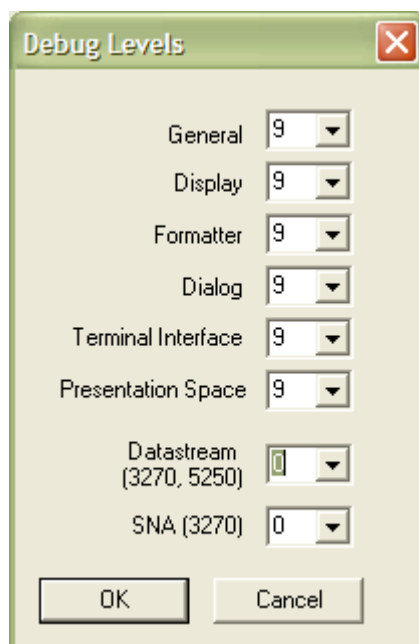 Debug Levels
General 9
Display 9
Formatter 9
Dialog 9
Terminal Interface 9
Presentation Space 9
Datastream
(3270, 5250) 0
SNA (3270) 0
OK Cancel